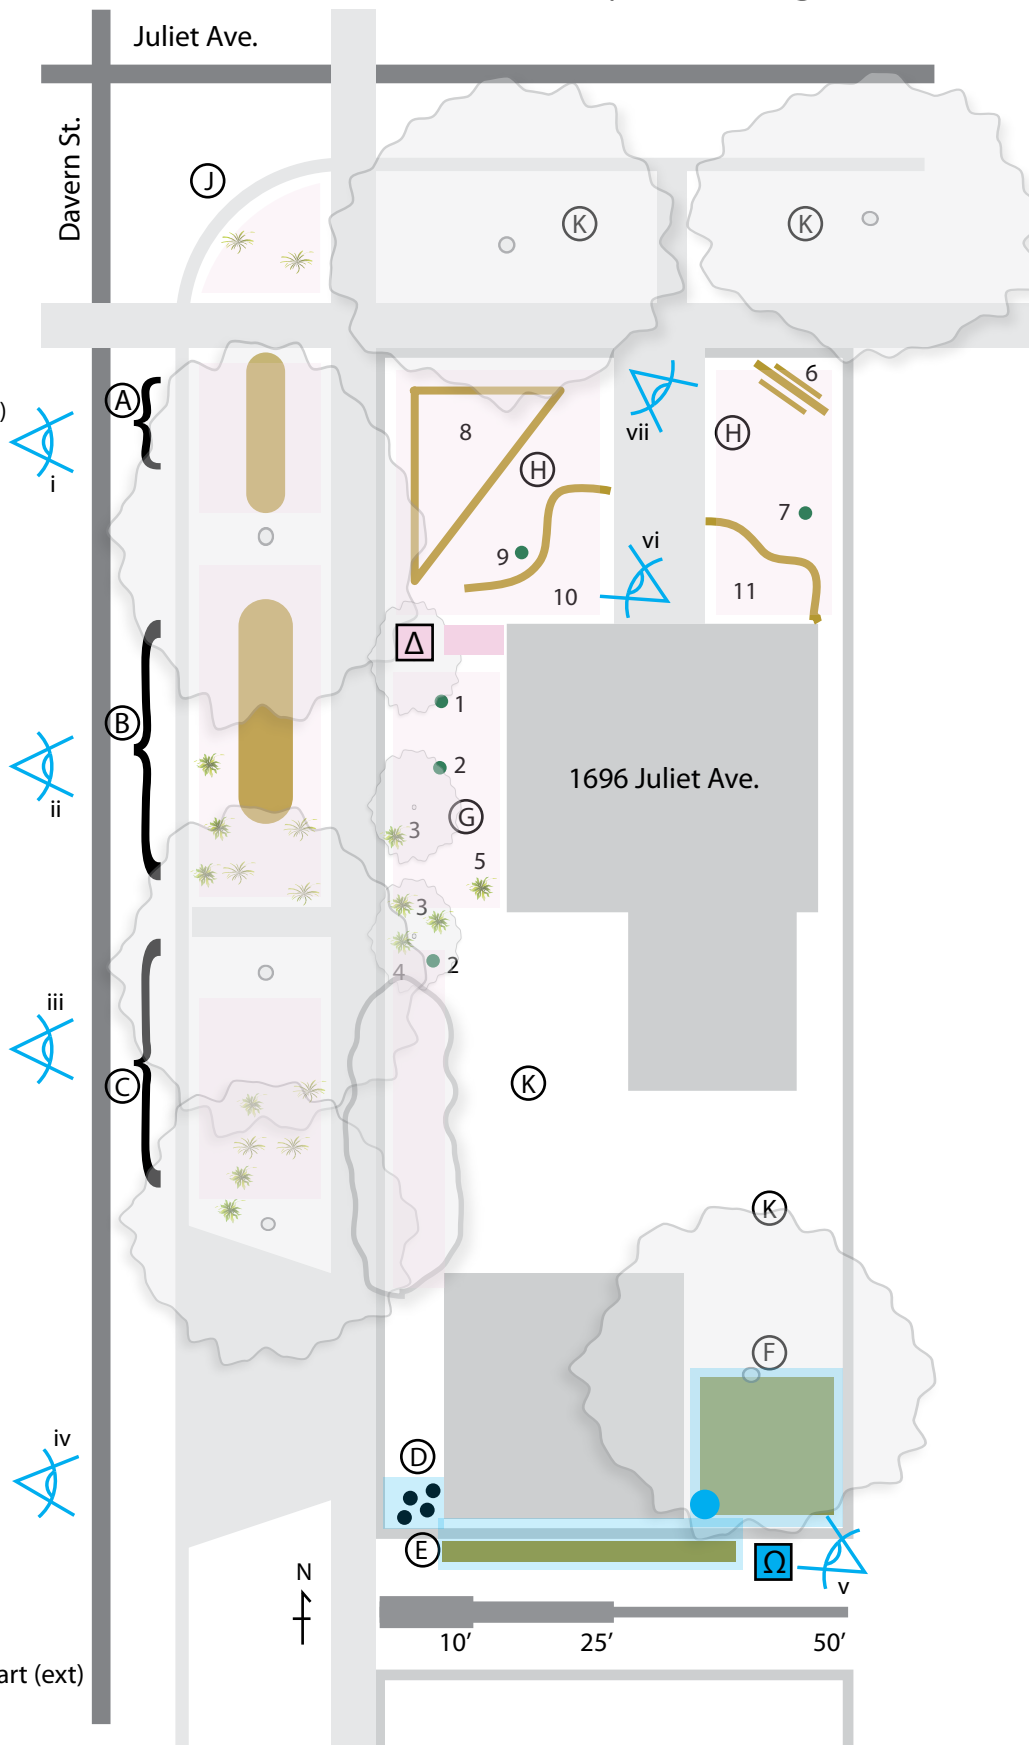 Juliet Ave.
Davern St.
J
K
K
A
)
i
8
H
vii
6
H
7
9
vi
10
11
Δ
1
B
2
1696 Juliet Ave.
ii
3
G
5
3
2
4
iii
C
K
K
F
iv
D
E
Ω
v
N
10’
25’
50’
art (ext)